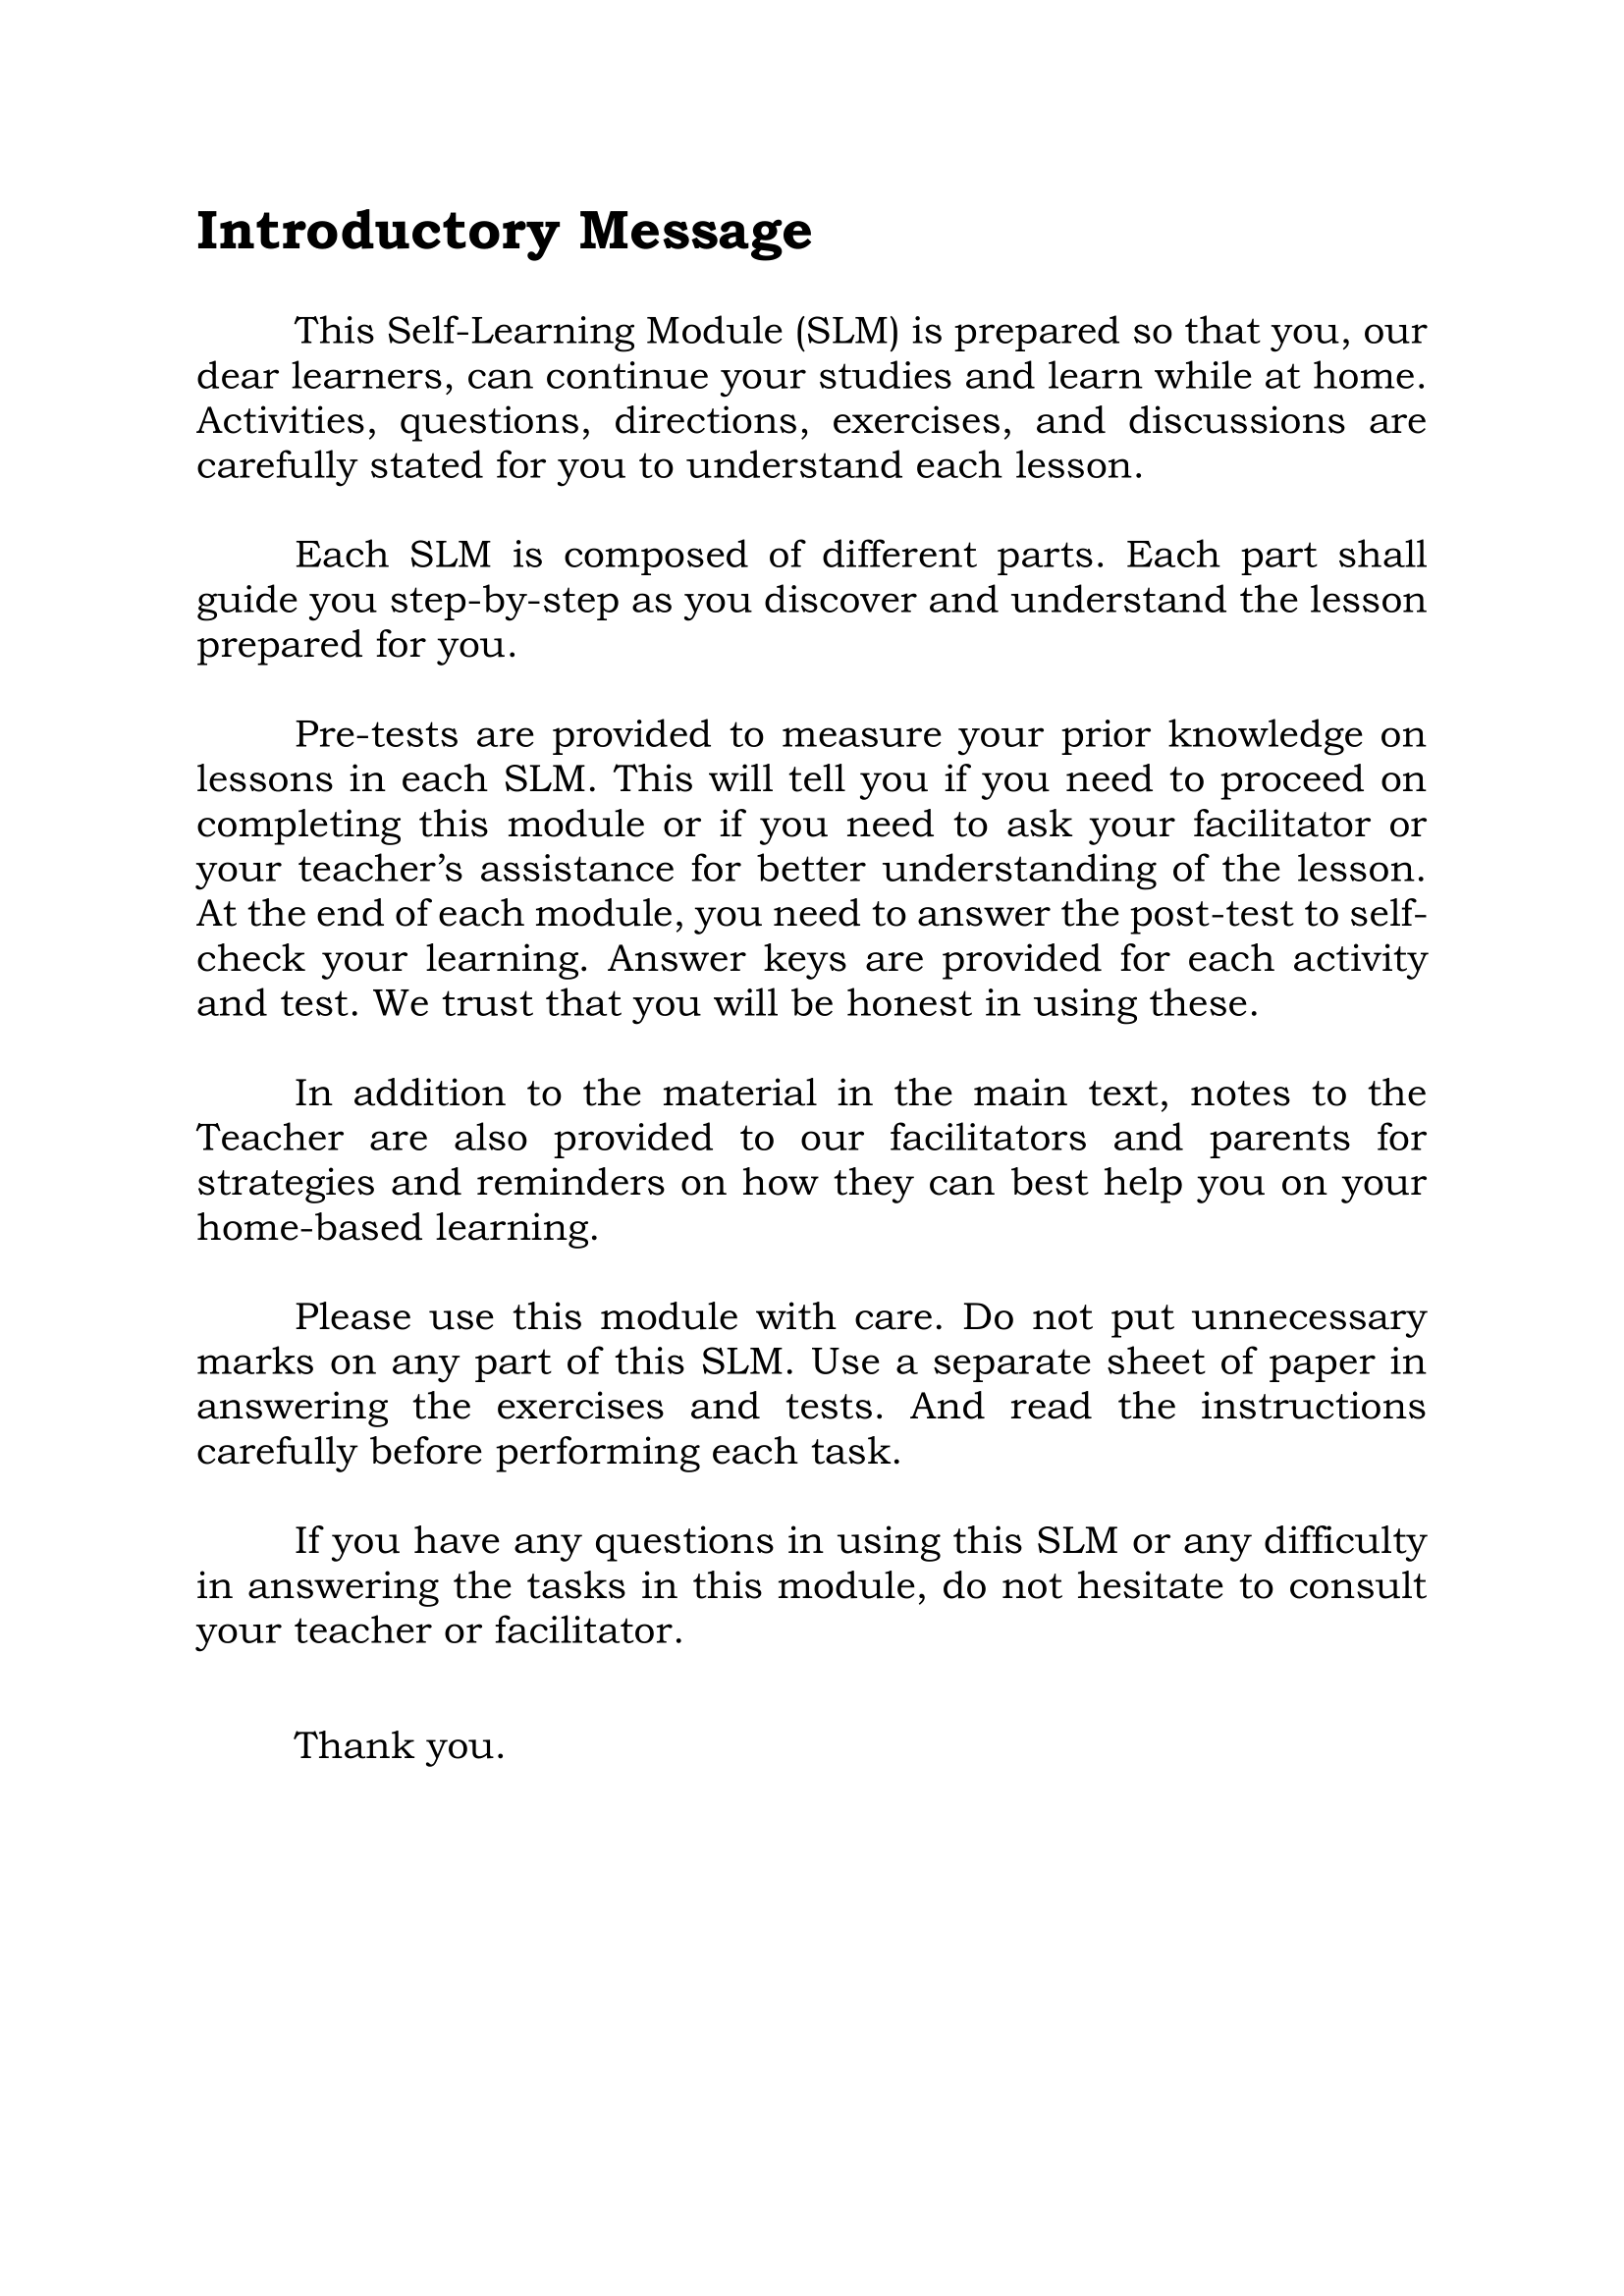 Introductory Message
This Self-Learning Module (SLM) is prepared so that you, our
dear learners, can continue your studies and learn while at home.
Activities, questions, directions, exercises, and discussions are
carefully stated for you to understand each lesson.
Each SLM is composed of different parts. Each part shall
guide you step-by-step as you discover and understand the lesson
prepared for you.
Pre-tests are provided to measure your prior knowledge on
lessons in each SLM. This will tell you if you need to proceed on
completing this module or if you need to ask your facilitator or
your teacher’s assistance for better understanding of the lesson.
At the end of each module, you need to answer the post-test to self-
check your learning. Answer keys are provided for each activity
and test. We trust that you will be honest in using these.
In addition to the material in the main text, notes to the
Teacher are also provided to our facilitators and parents for
strategies and reminders on how they can best help you on your
home-based learning.
Please use this module with care. Do not put unnecessary
marks on any part of this SLM. Use a separate sheet of paper in
answering the exercises and tests. And read the instructions
carefully before performing each task.
If you have any questions in using this SLM or any difficulty
in answering the tasks in this module, do not hesitate to consult
your teacher or facilitator.
Thank you.